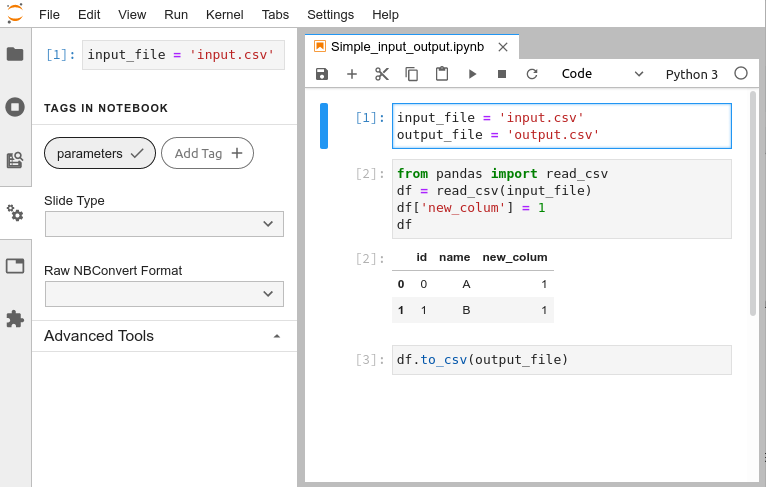 File Edit View Run Kernel Tabs Settings Help
[1]: input_file = 'input.csv'
TAGS IN NOTEBOOK
parameters Add Tag
Slide Type
Raw NBConvert Format
Advanced Tools
Simple_input_output.ipynb
Code Python 3
[1]: input_file = 'input.csv'
output_file = 'output.csv'
[2]: from pandas import read_csv
df = read_csv(input_file)
df['new_colum'] = 1
df
[2]: id name new_colum
0 0 A 1
1 1 B 1
[3]: df.to_csv(output_file)